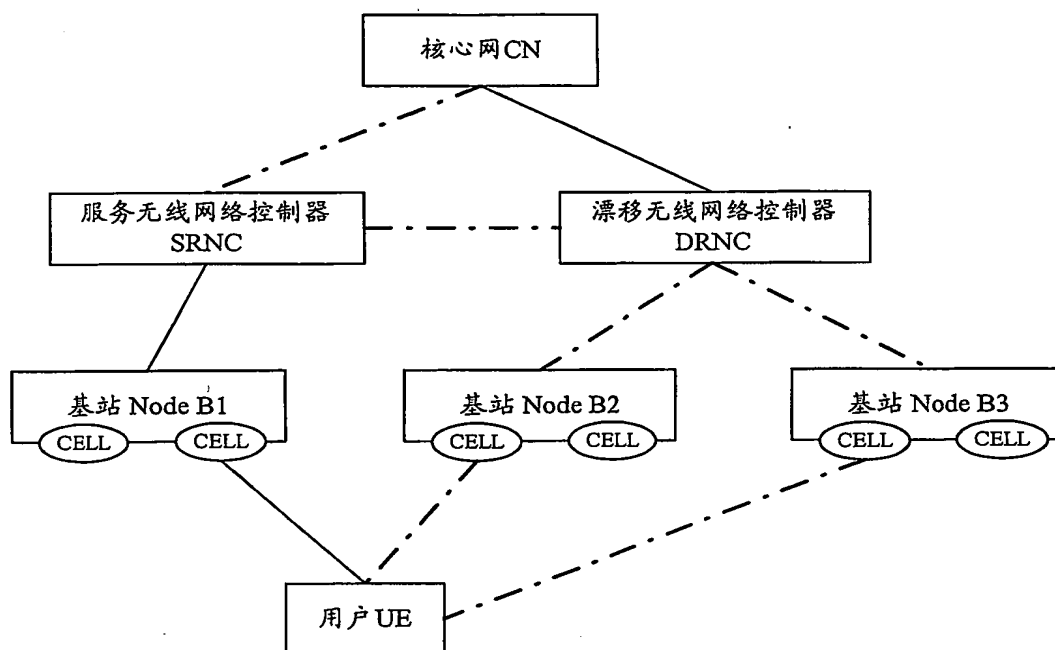 核心网CN
服务无线网络控制器
SRNC
漂移无线网络控制器
DRNC
基站 Node B1
CELL
CELL
基站 Node B2
CELL
CELL
基站 Node B3
CELL
CELL
用户UE